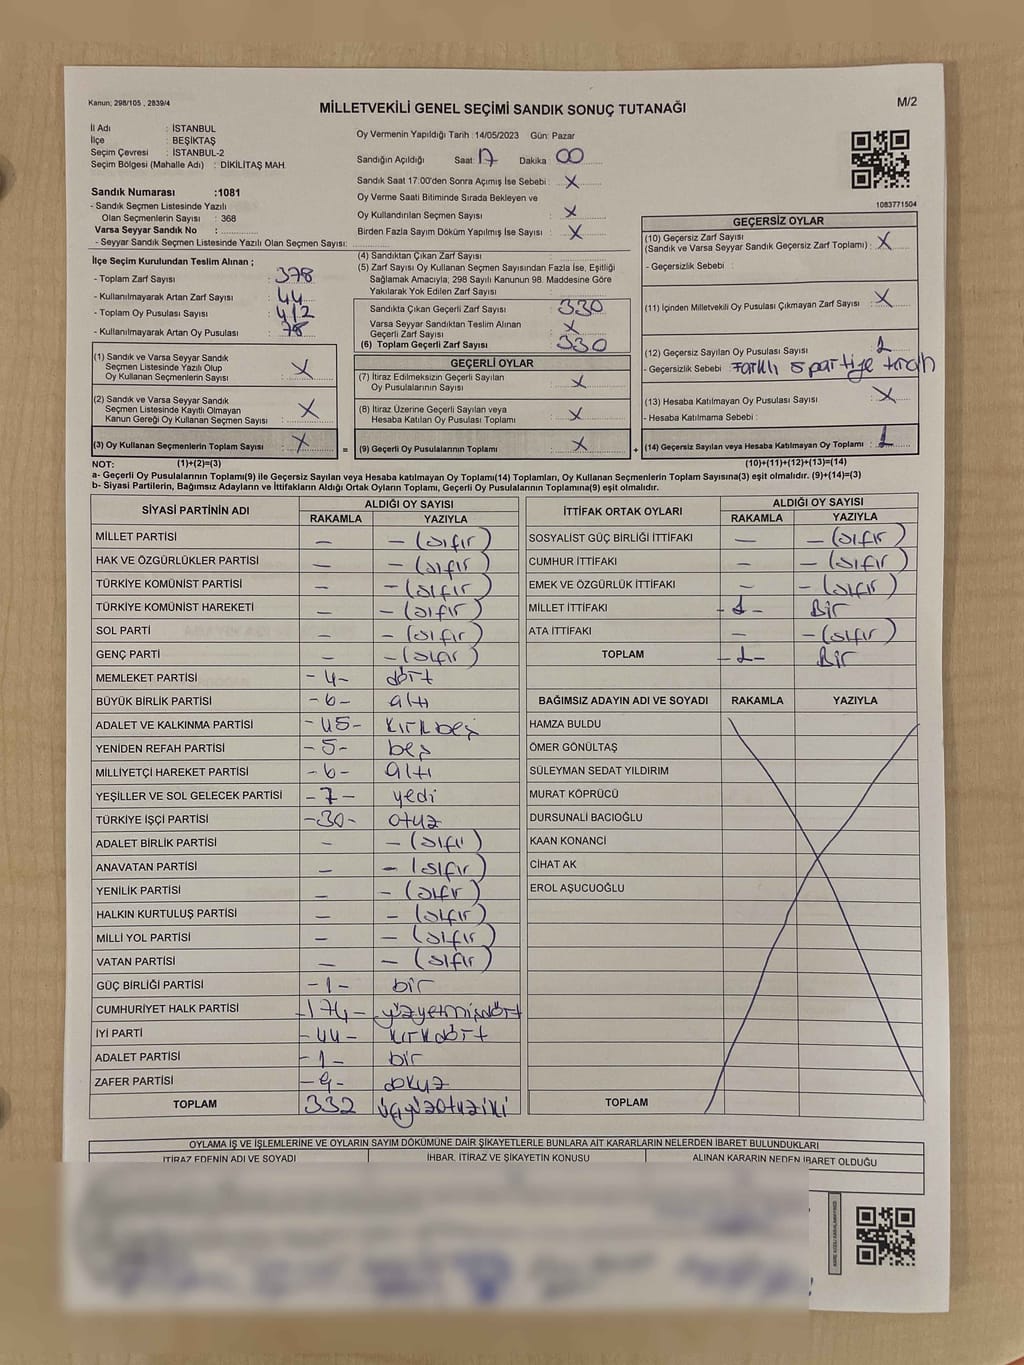 Kanun; 298/105 , 2839/4
MİLLETVEKİLİ GENEL SEÇİMİ SANDIK SONUÇ TUTANAĞI
M/2
İl Adı : İSTANBUL
İlçe : BEŞİKTAŞ
Seçim Çevresi : İSTANBUL-2
Seçim Bölgesi (Mahalle Adı) : DİKİLİTAŞ MAH.
Sandık Numarası :1081
- Sandık Seçmen Listesinde Yazılı
Olan Seçmenlerin Sayısı : 368
Varsa Seyyar Sandık No :
- Seyyar Sandık Seçmen Listesinde Yazılı Olan Seçmen Sayısı:
İlçe Seçim Kurulundan Teslim Alınan ;
- Toplam Zarf Sayısı : 378
- Kullanılmayarak Artan Zarf Sayısı : 44
- Toplam Oy Pusulası Sayısı : 412
- Kullanılmayarak Artan Oy Pusulası : 78
Oy Vermenin Yapıldığı Tarih :14/05/2023 Gün: Pazar
Sandığın Açıldığı Saat: 17 Dakika 00
Sandık Saat 17:00'den Sonra Açılmış İse Sebebi : X
Oy Verme Saati Bitiminde Sırada Bekleyen ve
Oy Kullandırılan Seçmen Sayısı : X
Birden Fazla Sayım Döküm Yapılmış İse Sayısı : X
(4) Sandıktan Çıkan Zarf Sayısı :
(5) Zarf Sayısı Oy Kullanan Seçmen Sayısından Fazla İse, Eşitliği
Sağlamak Amacıyla; 298 Sayılı Kanunun 98. Maddesine Göre
Yakılarak Yok Edilen Zarf Sayısı :
Sandıkta Çıkan Geçerli Zarf Sayısı : 330
Varsa Seyyar Sandıktan Teslim Alınan
Geçerli Zarf Sayısı : X
(6) Toplam Geçerli Zarf Sayısı : 330
1083771504
GEÇERSİZ OYLAR
(10) Geçersiz Zarf Sayısı
(Sandık ve Varsa Seyyar Sandık Geçersiz Zarf Toplamı) : X
- Geçersizlik Sebebi :
(11) İçinden Milletvekili Oy Pusulası Çıkmayan Zarf Sayısı : X
(12) Geçersiz Sayılan Oy Pusulası Sayısı : 1
- Geçersizlik Sebebi Farklı 5 partiye
(13) Hesaba Katılmayan Oy Pusulası Sayısı : X
- Hesaba Katılmama Sebebi :
(14) Geçersiz Sayılan veya Hesaba Katılmayan Oy Toplamı : 1
(1) Sandık ve Varsa Seyyar Sandık
Seçmen Listesinde Yazılı Olup
Oy Kullanan Seçmenlerin Sayısı : X
(2) Sandık ve Varsa Seyyar Sandık
Seçmen Listesinde Kayıtlı Olmayan
Kanun Gereği Oy Kullanan Seçmen Sayısı : X
(3) Oy Kullanan Seçmenlerin Toplam Sayısı : X =
GEÇERLİ OYLAR
(7) İtiraz Edilmeksizin Geçerli Sayılan
Oy Pusulalarının Sayısı : X
(8) İtiraz Üzerine Geçerli Sayılan veya
Hesaba Katılan Oy Pusulaları Toplamı : X
(9) Geçerli Oy Pusulalarının Toplamı : X +
NOT: (1)+(2)=(3) (10)+(11)+(12)+(13)=(14)
a- Geçerli Oy Pusulalarının Toplamı(9) ile Geçersiz Sayılan veya Hesaba katılmayan Oy Toplamı(14) Toplamları, Oy Kullanan Seçmenlerin Toplam Sayısına(3) eşit olmalıdır. (9)+(14)=(3)
b- Siyasi Partilerin, Bağımsız Adayların ve İttifakların Aldığı Ortak Oyların Toplamı, Geçerli Oy Pusulalarının Toplamına(9) eşit olmalıdır.
SİYASİ PARTİNİN ADI ALDIĞI OY SAYISI
RAKAMLA YAZIYLA
MİLLET PARTİSİ — - (sıfır)
HAK VE ÖZGÜRLÜKLER PARTİSİ — - (sıfır)
TÜRKİYE KOMÜNİST PARTİSİ — - (sıfır)
TÜRKİYE KOMÜNİST HAREKETİ — - (sıfır)
SOL PARTİ — - (sıfır)
GENÇ PARTİ — - (sıfır)
MEMLEKET PARTİSİ -4- dört
BÜYÜK BİRLİK PARTİSİ -6- altı
ADALET VE KALKINMA PARTİSİ -45- kırkbeş
YENİDEN REFAH PARTİSİ -5- beş
MİLLİYETÇİ HAREKET PARTİSİ -6- altı
YEŞİLLER VE SOL GELECEK PARTİSİ -7- yedi
TÜRKİYE İŞÇİ PARTİSİ -30- otuz
ADALET BİRLİK PARTİSİ — - (sıfır)
ANAVATAN PARTİSİ — - (sıfır)
YENİLİK PARTİSİ — - (sıfır)
HALKIN KURTULUŞ PARTİSİ — - (sıfır)
MİLLİ YOL PARTİSİ — - (sıfır)
VATAN PARTİSİ — - (sıfır)
GÜÇ BİRLİĞİ PARTİSİ -1- bir
CUMHURİYET HALK PARTİSİ -174- yüzyetmişdört
İYİ PARTİ -44- kırkdört
ADALET PARTİSİ -1- bir
ZAFER PARTİSİ -9- dokuz
TOPLAM 332 üçyüzotuziki
İTTİFAK ORTAK OYLARI ALDIĞI OY SAYISI
RAKAMLA YAZIYLA
SOSYALİST GÜÇ BİRLİĞİ İTTİFAKI — - (sıfır)
CUMHUR İTTİFAKI — - (sıfır)
EMEK VE ÖZGÜRLÜK İTTİFAKI — - (sıfır)
MİLLET İTTİFAKI -1- Bir
ATA İTTİFAKI — - (sıfır)
TOPLAM -1- Bir
BAĞIMSIZ ADAYIN ADI VE SOYADI RAKAMLA YAZIYLA
HAMZA BULDU
ÖMER GÖNÜLTAŞ
SÜLEYMAN SEDAT YILDIRIM
MURAT KÖPRÜCÜ
DURSUNALİ BACIOĞLU
KAAN KONANCİ
CİHAT AK
EROL AŞUCUOĞLU
TOPLAM
OYLAMA İŞ VE İŞLEMLERİNE VE OYLARIN SAYIM DÖKÜMÜNE DAİR ŞİKAYETLERLE BUNLARA AİT KARARLARIN NELERDEN İBARET BULUNDUKLARI
İTİRAZ EDENİN ADI VE SOYADI İHBAR, İTİRAZ VE ŞİKAYETİN KONUSU ALINAN KARARIN NEDEN İBARET OLDUĞU